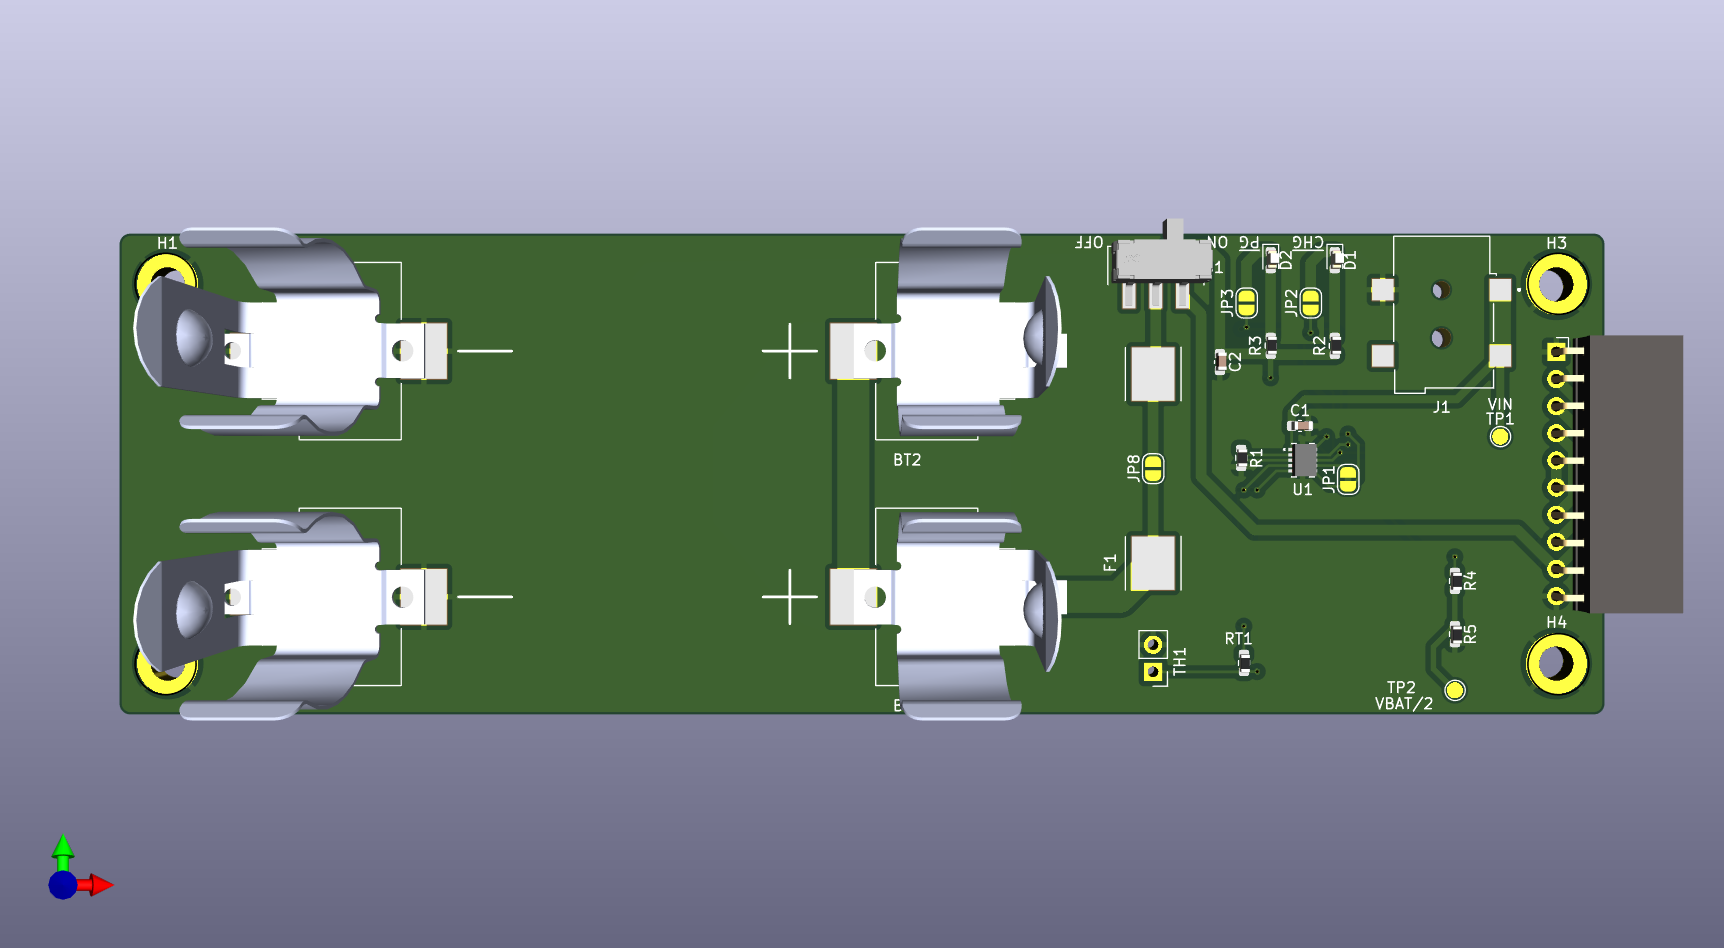 H1
OFF
ON
PG
CHG
H3
1
D2
D1
JP3
JP2
R3
R2
C2
J1
VIN
TP1
C1
BT2
JP8
R1
U1
JP1
F1
R4
H4
R5
RT1
TH1
TP2
VBAT/2